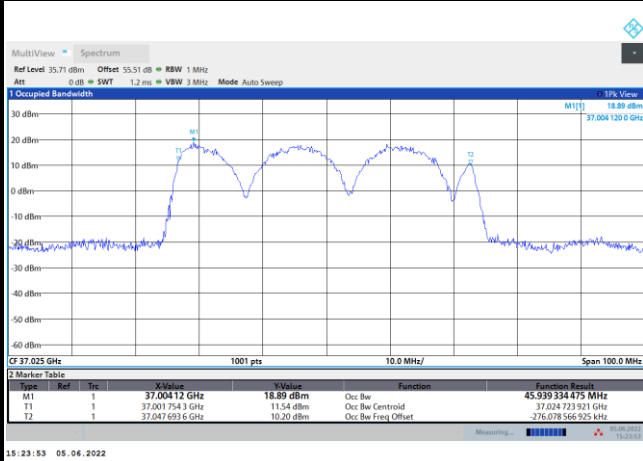 MultiView Spectrum
Ref Level 35.71 dBm Offset 55.51 dB RBW 1 MHz
Att 0 dB SWT 1.2 ms VBW 3 MHz Mode Auto Sweep
1 Occupied Bandwidth 1Pk View
M1[1] 18.89 dBm
37.004 120 0 GHz
30 dBm
M1
20 dBm
T1
T2
10 dBm
0 dBm
-10 dBm
-20 dBm
-30 dBm
-40 dBm
-50 dBm
-60 dBm
CF 37.025 GHz 1001 pts 10.0 MHz/ Span 100.0 MHz
2 Marker Table
Type Ref Trc X-Value Y-Value Function Function Result
M1 1 37.004 12 GHz 18.89 dBm Occ Bw 45.939 334 475 MHz
T1 1 37.001 754 3 GHz 11.54 dBm Occ Bw Centroid 37.024 723 921 GHz
T2 1 37.047 693 6 GHz 10.20 dBm Occ Bw Freq Offset -276.078 566 925 kHz
Measuring... 05.06.2022
15:23:53
15:23:53 05.06.2022